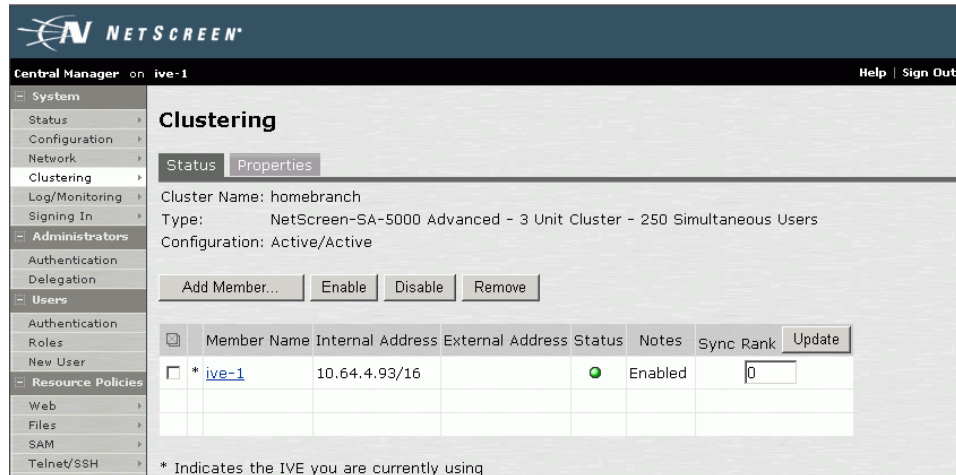 NETSCREEN
Central Manager on ive-1
Help | Sign Out
System
Status
Configuration
Network
Clustering
Log/Monitoring
Signing In
Administrators
Authentication
Delegation
Users
Authentication
Roles
New User
Resource Policies
Web
Files
SAM
Telnet/SSH
Clustering
Status Properties
Cluster Name: homebranch
Type: NetScreen-SA-5000 Advanced - 3 Unit Cluster - 250 Simultaneous Users
Configuration: Active/Active
Add Member... Enable Disable Remove
Member Name Internal Address External Address Status Notes Sync Rank Update
* ive-1 10.64.4.93/16 Enabled 0
* Indicates the IVE you are currently using